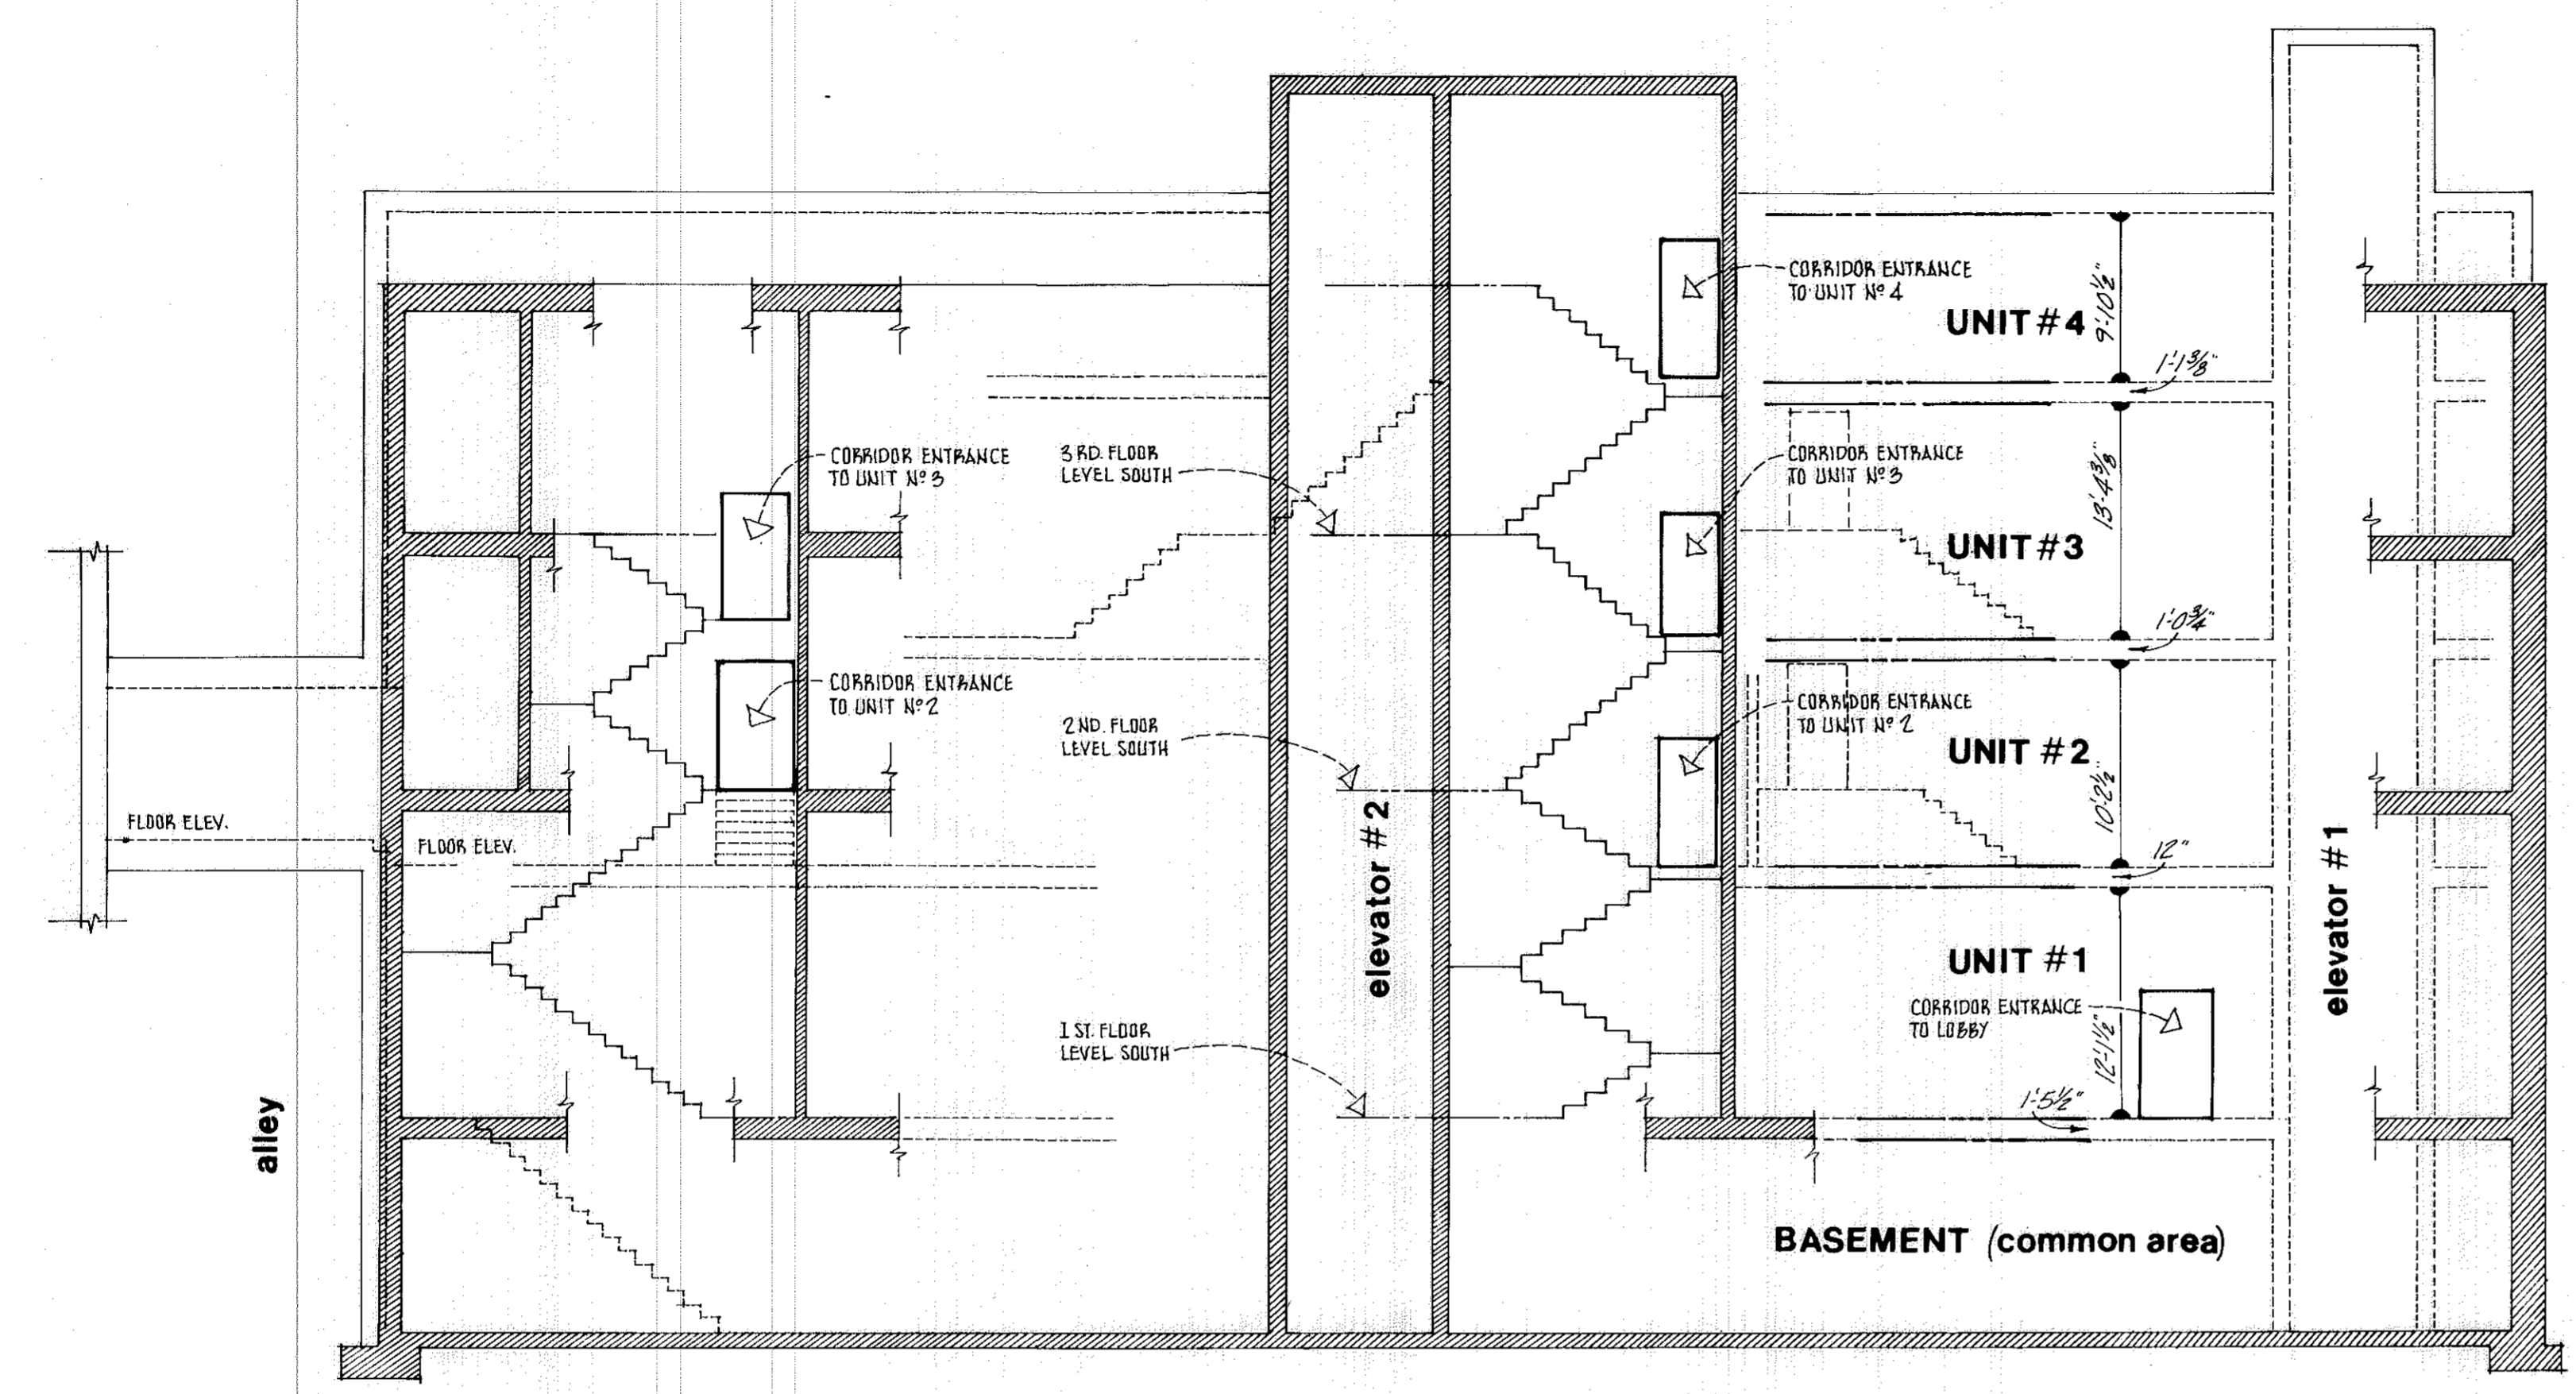 CORRIDOR ENTRANCE
TO UNIT Nº 4
UNIT #4
9'-10½"
1'-1⅜"
CORRIDOR ENTRANCE
TO UNIT Nº 3
3 RD. FLOOR
LEVEL SOUTH
CORRIDOR ENTRANCE
TO UNIT Nº 3
13'-4⅜"
UNIT #3
1'-0¾"
CORRIDOR ENTRANCE
TO UNIT Nº 2
2 ND. FLOOR
LEVEL SOUTH
CORRIDOR ENTRANCE
TO UNIT Nº 2
UNIT #2
10'-2½"
FLOOR ELEV.
FLOOR ELEV.
12"
elevator #2
elevator #1
UNIT #1
CORRIDOR ENTRANCE
TO LOBBY
1 ST. FLOOR
LEVEL SOUTH
12'-1½"
1'-5½"
alley
BASEMENT (common area)